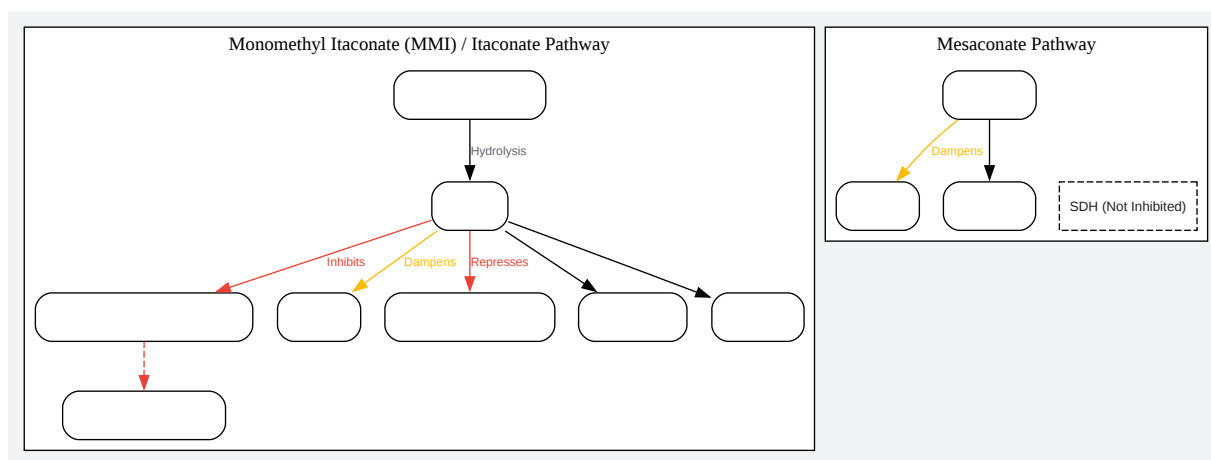 Monomethyl Itaconate (MMI) / Itaconate Pathway
Hydrolysis
Inhibits
Dampens
Represses
Mesaconate Pathway
Dampens
SDH (Not Inhibited)